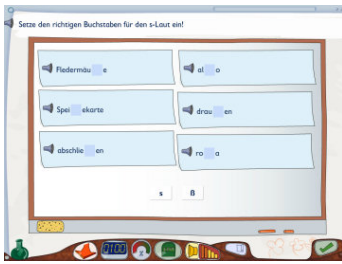 Setze den richtigen Buchstaben für den s-Laut ein!
Fledermäu e
al o
Spei ekarte
drau en
abschlie en
ro a
s ß